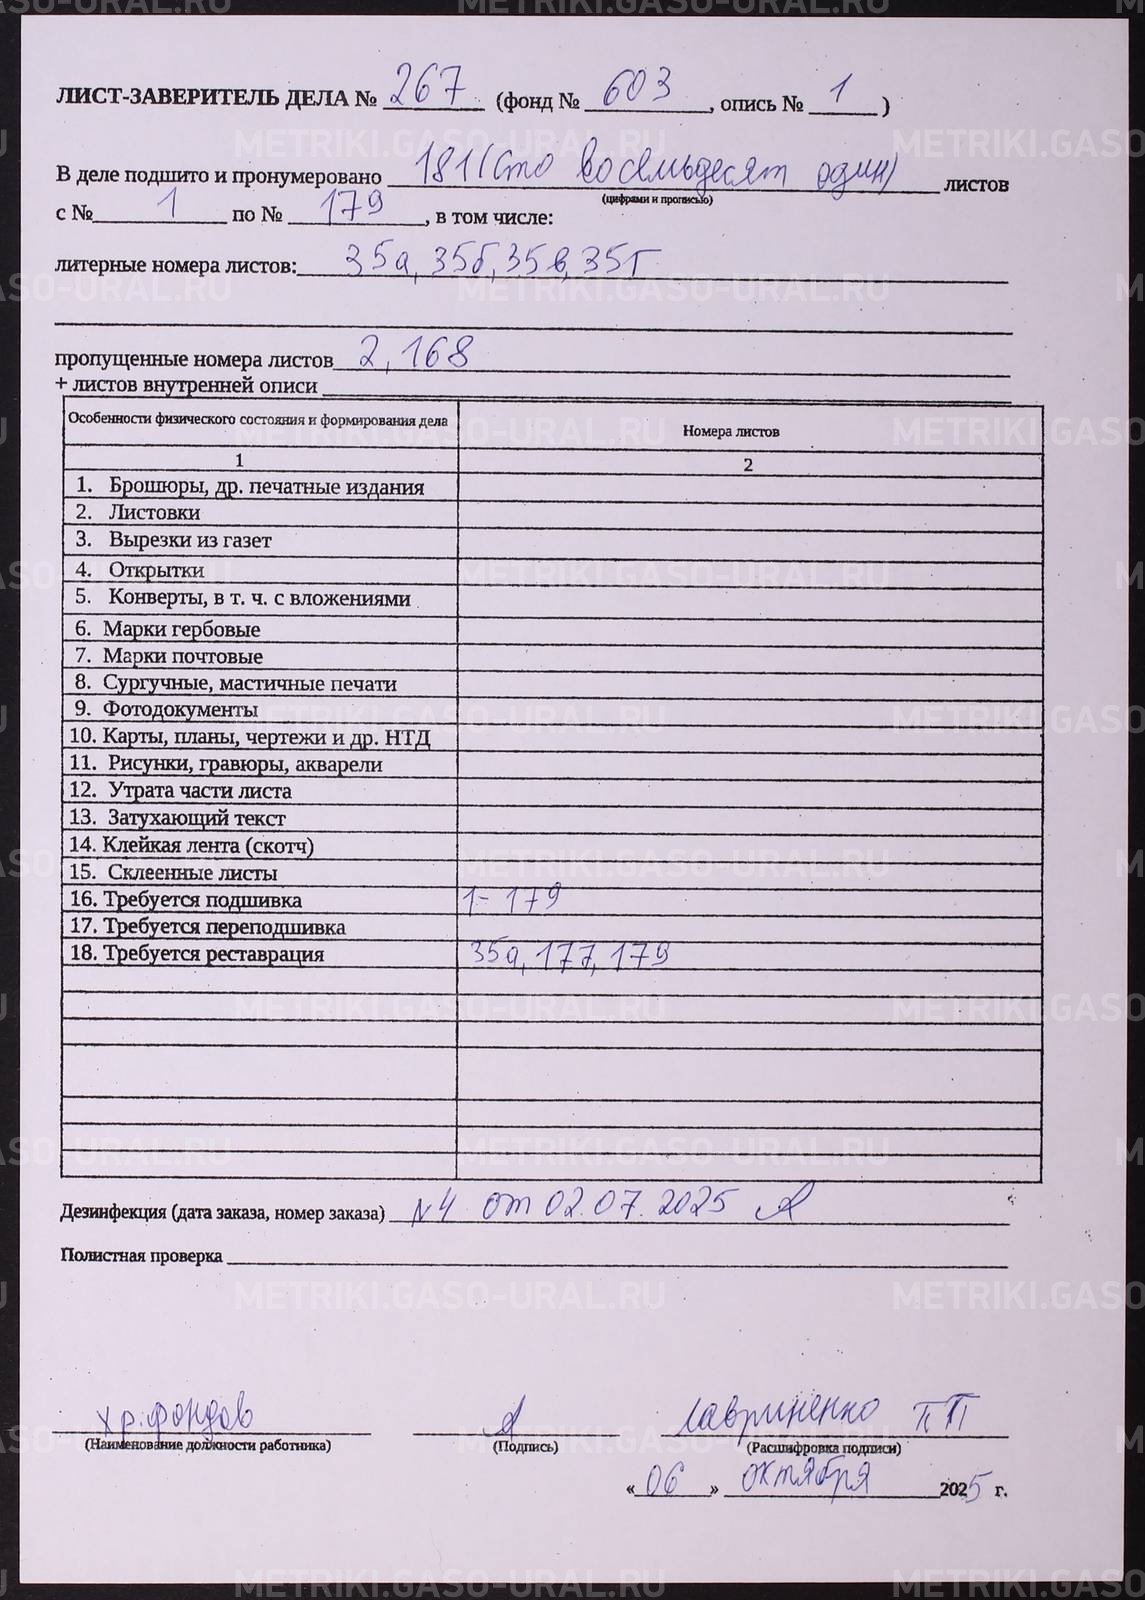 ЛИСТ-ЗАВЕРИТЕЛЬ ДЕЛА № 267 (фонд № 603, опись № 1)
В деле подшито и пронумеровано 181 (сто восемьдесят один) листов
(цифрами и прописью)
с № 1 по № 179, в том числе:
литерные номера листов: 35а, 35б, 35в, 35г
пропущенные номера листов 2, 168
+ листов внутренней описи
Особенности физического состояния и формирования дела Номера листов
1 2
1. Брошюры, др. печатные издания
2. Листовки
3. Вырезки из газет
4. Открытки
5. Конверты, в т. ч. с вложениями
6. Марки гербовые
7. Марки почтовые
8. Сургучные, мастичные печати
9. Фотодокументы
10. Карты, планы, чертежи и др. НТД
11. Рисунки, гравюры, акварели
12. Утрата части листа
13. Затухающий текст
14. Клейкая лента (скотч)
15. Склеенные листы
16. Требуется подшивка 1-179
17. Требуется переподшивка
18. Требуется реставрация 35а, 177, 179
Дезинфекция (дата заказа, номер заказа) №4 от 02.07.2025
Полистная проверка
хр. фондов Лавриненко ПП
(Наименование должности работника) (Подпись) (Расшифровка подписи)
«06» октября 2025 г.
METRIKI.GASO-URAL.RU